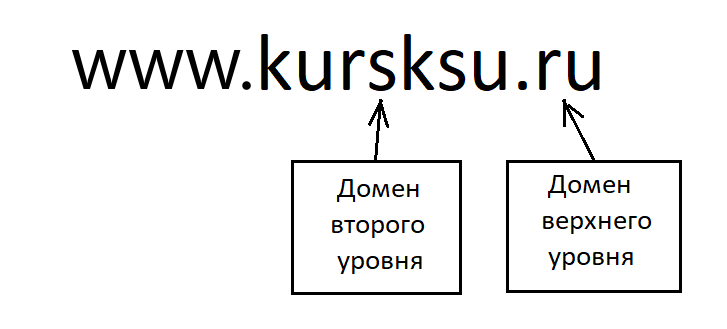 www.kursksu.ru
Домен
второго
уровня
Домен
верхнего
уровня